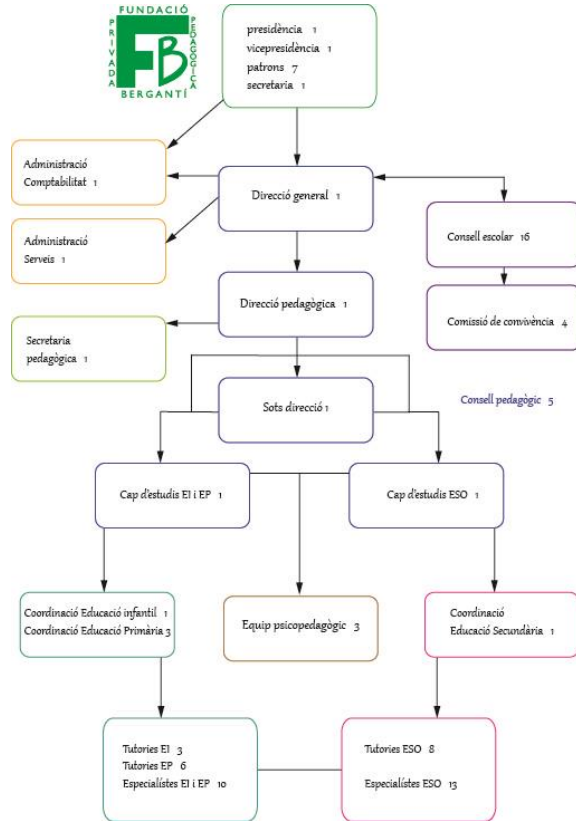 FUNDACIÓ
PRIVADA
PEDAGÒGICA
FB
BERGANTÍ
presidència 1
vicepresidència 1
patrons 7
secretaria 1
Administració
Comptabilitat 1
Direcció general 1
Administració
Serveis 1
Consell escolar 16
Direcció pedagògica 1
Comissió de convivència 4
Secretaria
pedagògica 1
Sots direcció 1
Consell pedagògic 5
Cap d'estudis EI i EP 1
Cap d'estudis ESO 1
Coordinació Educació infantil 1
Coordinació Educació Primària 3
Equip psicopedagògic 3
Coordinació
Educació Secundària 1
Tutories EI 3
Tutories EP 6
Especialístes EI i EP 10
Tutories ESO 8
Especialístes ESO 13